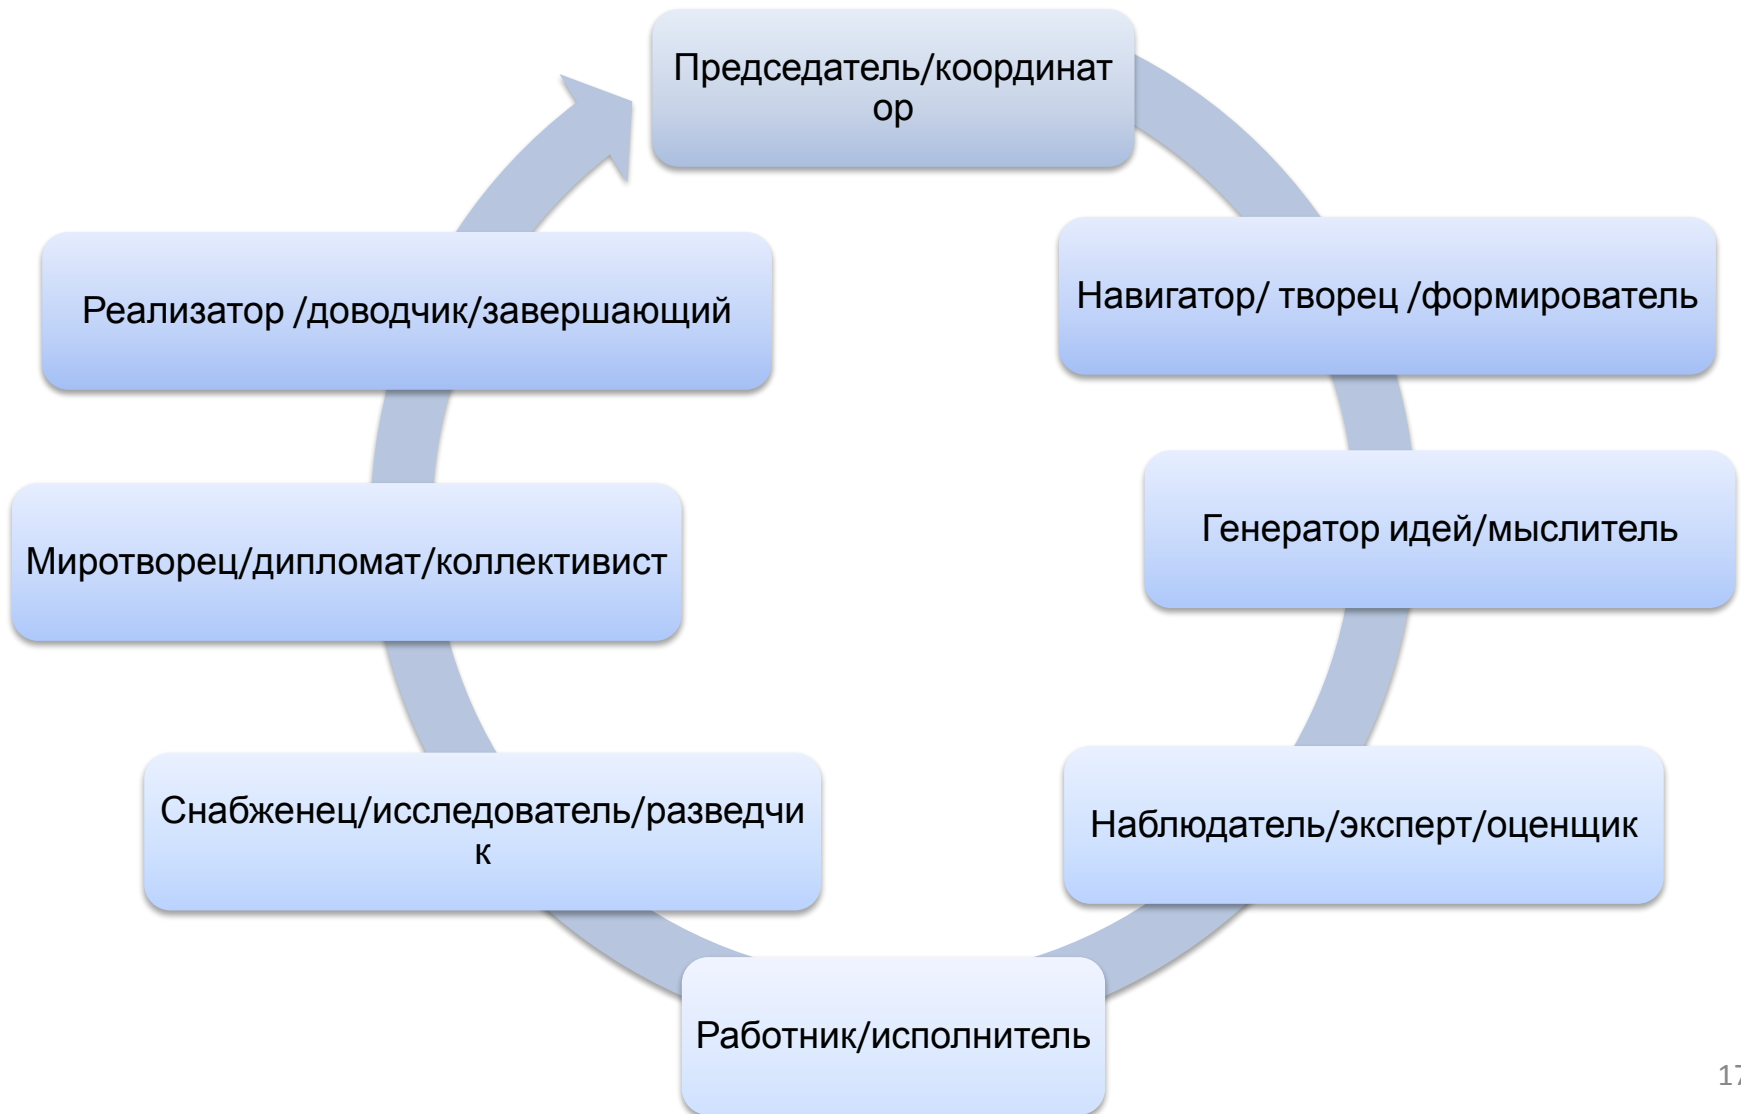 Председатель/координат
ор
Навигатор/ творец /формирователь
Генератор идей/мыслитель
Наблюдатель/эксперт/оценщик
Работник/исполнитель
Снабженец/исследователь/разведчи
к
Миротворец/дипломат/коллективист
Реализатор /доводчик/завершающий
17